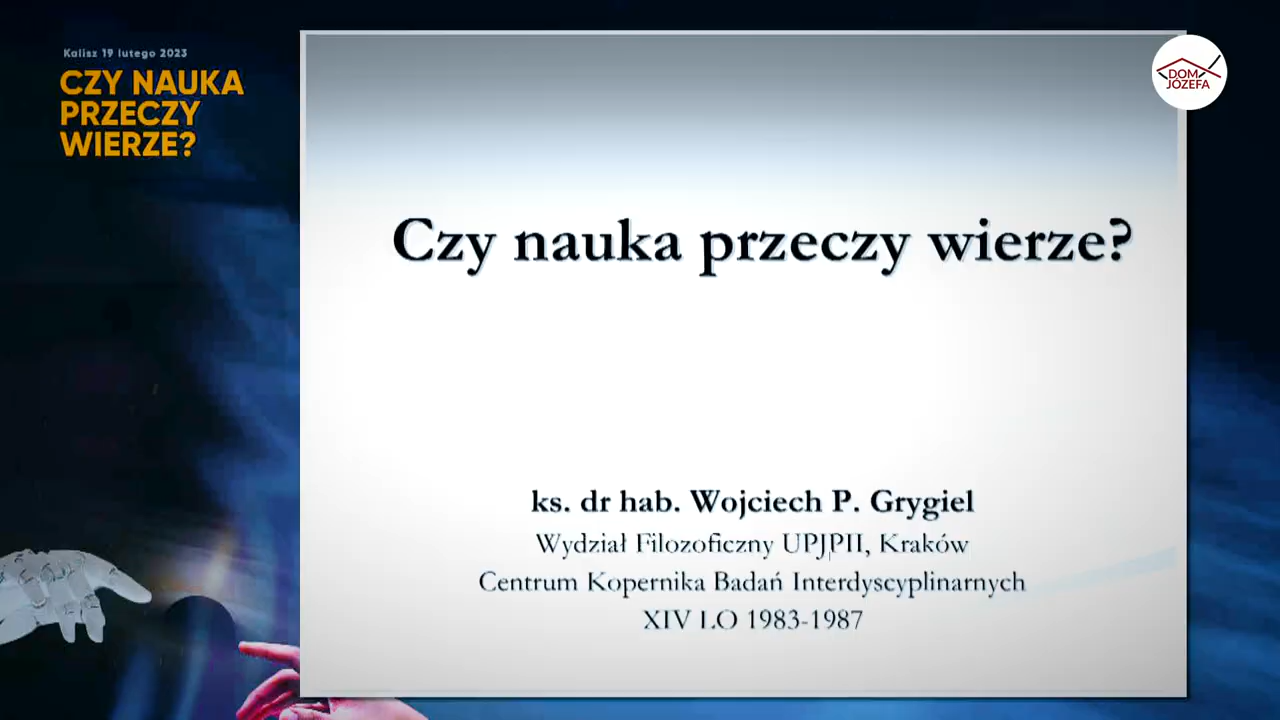 Kalisz 19 lutego 2023
CZY NAUKA
PRZECZY
WIERZE?
DOM
JÓZEFA
Czy nauka przeczy wierze?
ks. dr hab. Wojciech P. Grygiel
Wydział Filozoficzny UPJPII, Kraków
Centrum Kopernika Badań Interdyscyplinarnych
XIV LO 1983-1987